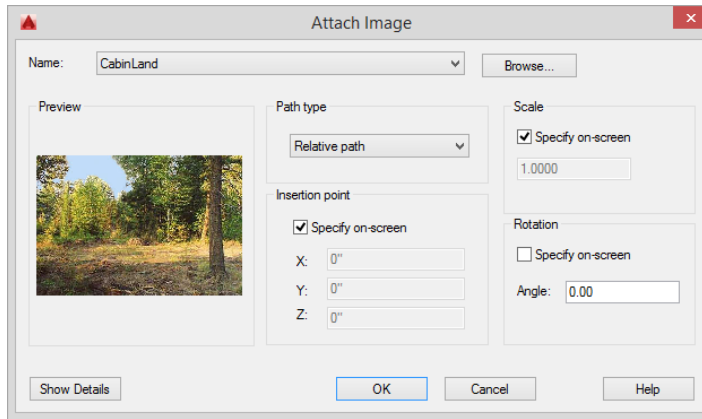 Attach Image
Name: CabinLand Browse...
Preview
Path type
Relative path
Insertion point
Specify on-screen
X: 0"
Y: 0"
Z: 0"
Scale
Specify on-screen
1.0000
Rotation
Specify on-screen
Angle: 0.00
Show Details OK Cancel Help